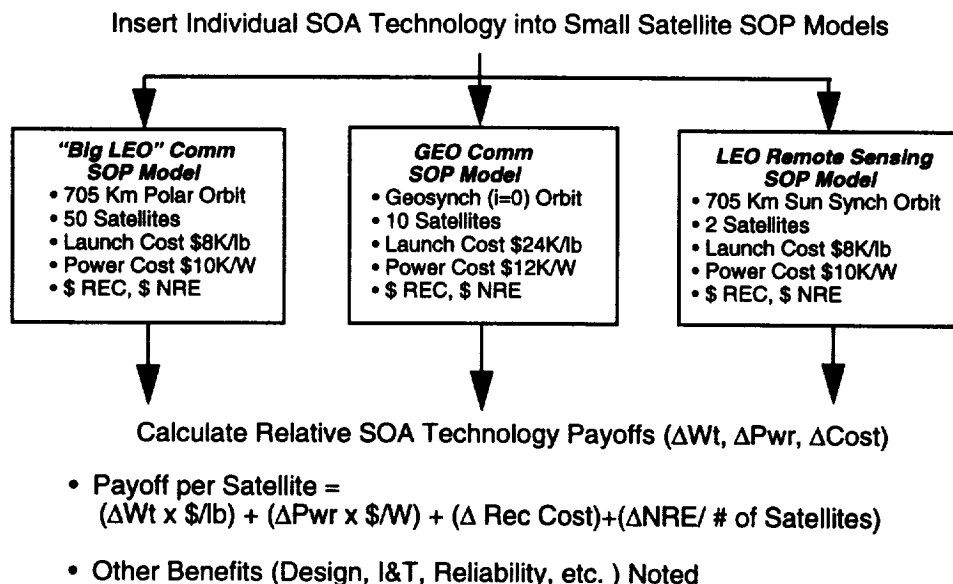 Insert Individual SOA Technology into Small Satellite SOP Models
"Big LEO" Comm
SOP Model
• 705 Km Polar Orbit
• 50 Satellites
• Launch Cost $8K/lb
• Power Cost $10K/W
• $ REC, $ NRE
GEO Comm
SOP Model
• Geosynch (i=0) Orbit
• 10 Satellites
• Launch Cost $24K/lb
• Power Cost $12K/W
• $ REC, $ NRE
LEO Remote Sensing
SOP Model
• 705 Km Sun Synch Orbit
• 2 Satellites
• Launch Cost $8K/lb
• Power Cost $10K/W
• $ REC, $ NRE
Calculate Relative SOA Technology Payoffs (ΔWt, ΔPwr, ΔCost)
• Payoff per Satellite =
(ΔWt x $/lb) + (ΔPwr x $/W) + (Δ Rec Cost)+(ΔNRE/ # of Satellites)
• Other Benefits (Design, I&T, Reliability, etc. ) Noted